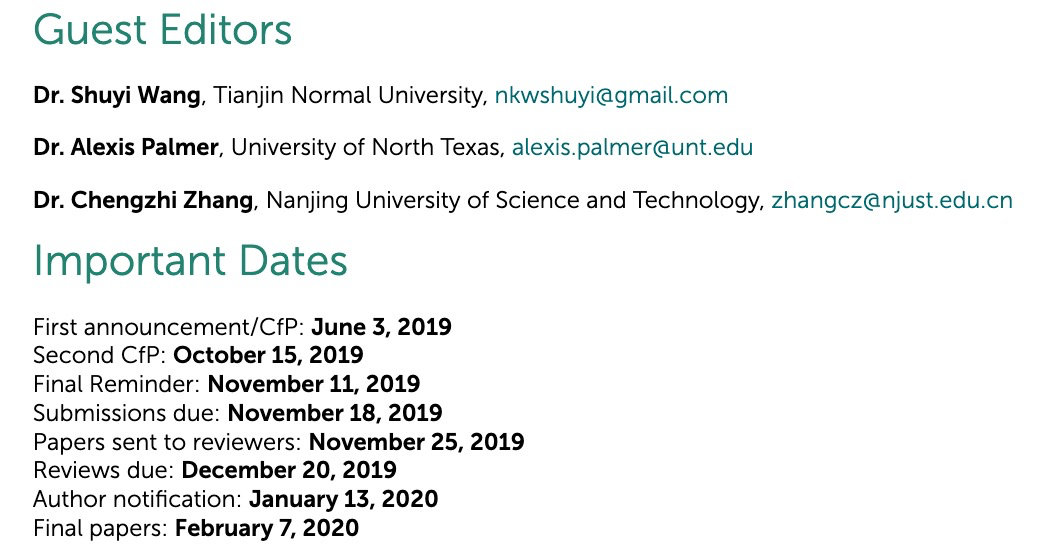 Guest Editors
Dr. Shuyi Wang, Tianjin Normal University, nkwshuyi@gmail.com
Dr. Alexis Palmer, University of North Texas, alexis.palmer@unt.edu
Dr. Chengzhi Zhang, Nanjing University of Science and Technology, zhangcz@njust.edu.cn
Important Dates
First announcement/CfP: June 3, 2019
Second CfP: October 15, 2019
Final Reminder: November 11, 2019
Submissions due: November 18, 2019
Papers sent to reviewers: November 25, 2019
Reviews due: December 20, 2019
Author notification: January 13, 2020
Final papers: February 7, 2020